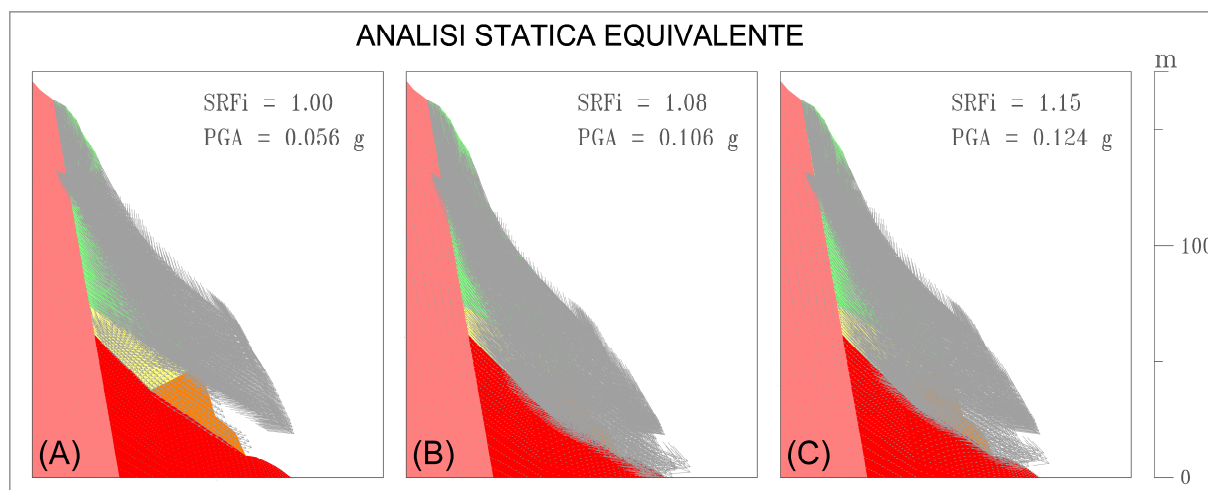 ANALISI STATICA EQUIVALENTE
SRFi = 1.00
PGA = 0.056 g
(A)
SRFi = 1.08
PGA = 0.106 g
(B)
SRFi = 1.15
PGA = 0.124 g
(C)
m
100
0